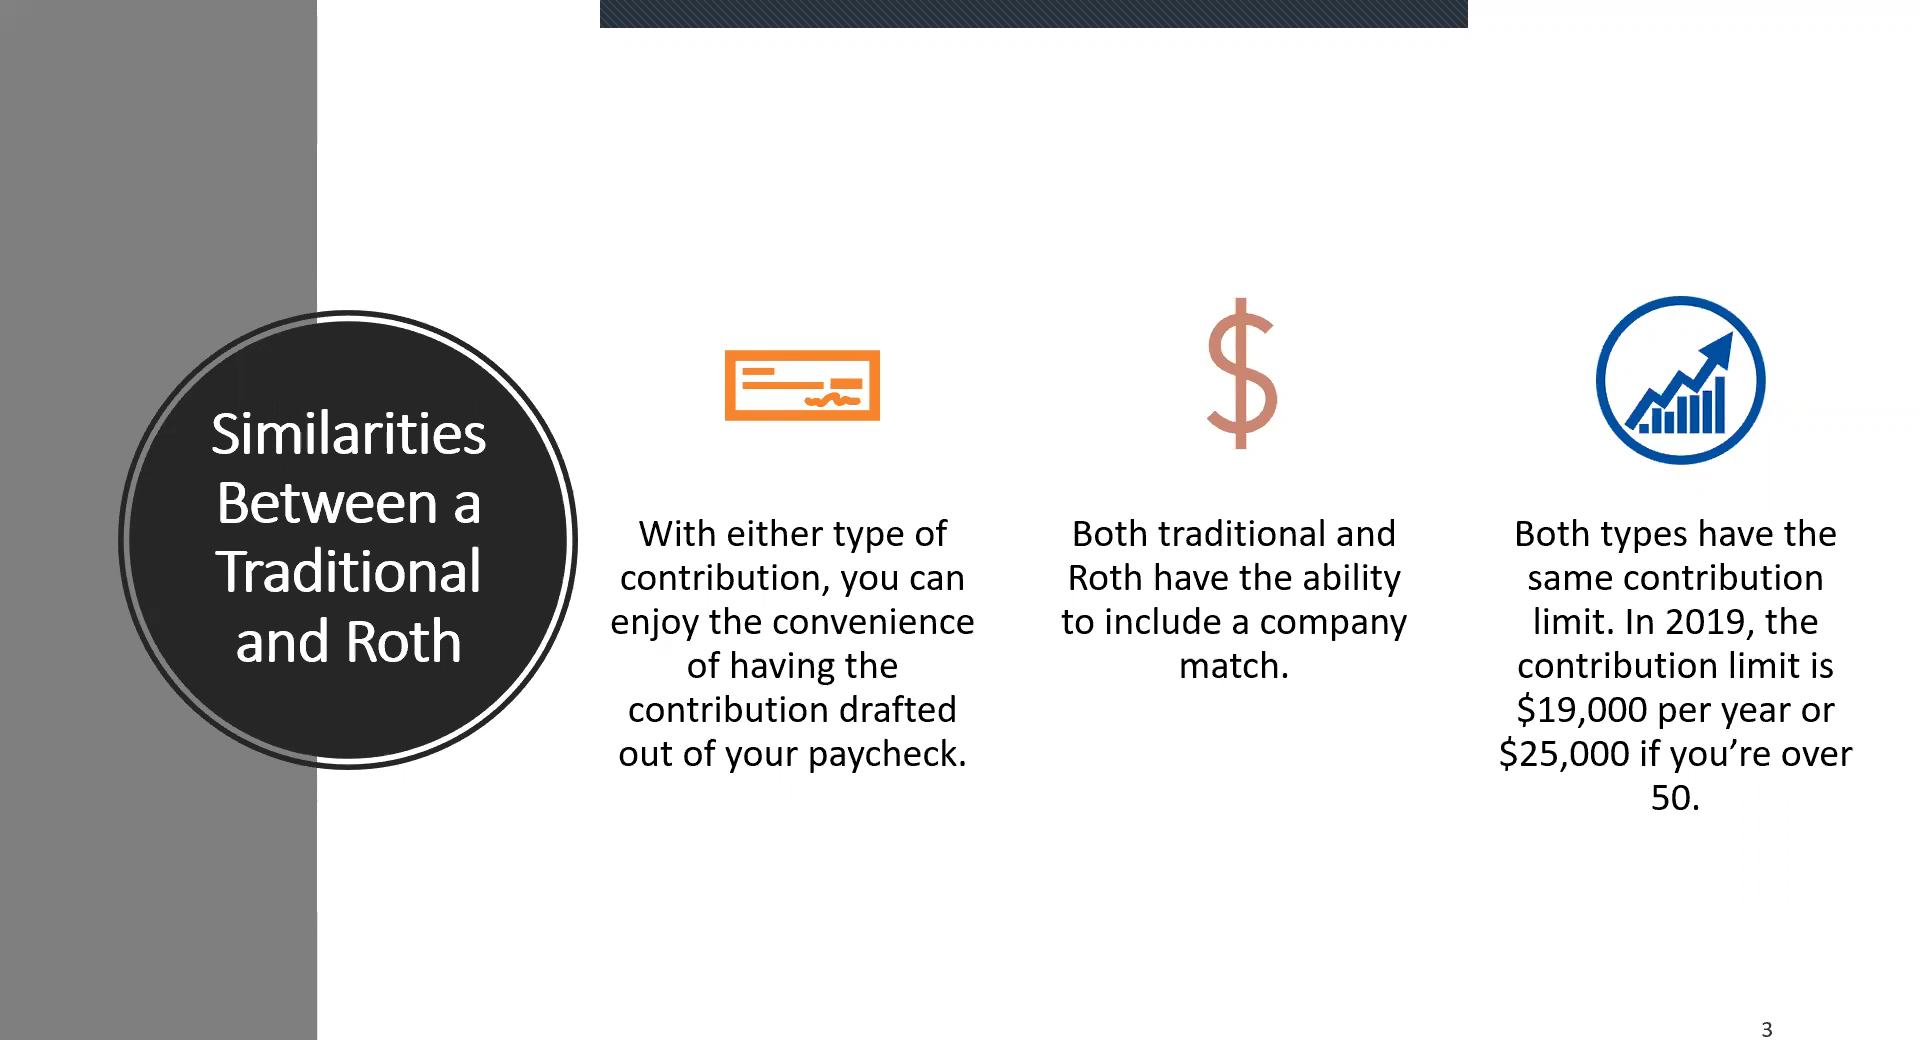 Similarities
Between a
Traditional
and Roth
With either type of
contribution, you can
enjoy the convenience
of having the
contribution drafted
out of your paycheck.
Both traditional and
Roth have the ability
to include a company
match.
Both types have the
same contribution
limit. In 2019, the
contribution limit is
$19,000 per year or
$25,000 if you’re over
50.
3